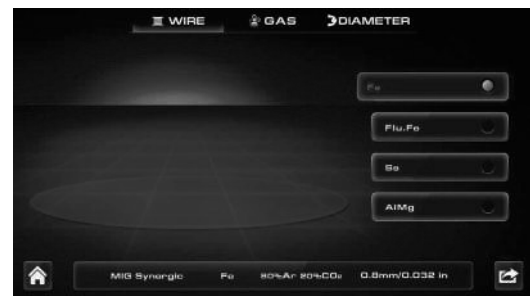 WIRE GAS DIAMETER
Fe
Flu.Fe
Ss
AlMg
MIG Synergic Fe 80%Ar 20%CO₂ 0.8mm/0.032 in